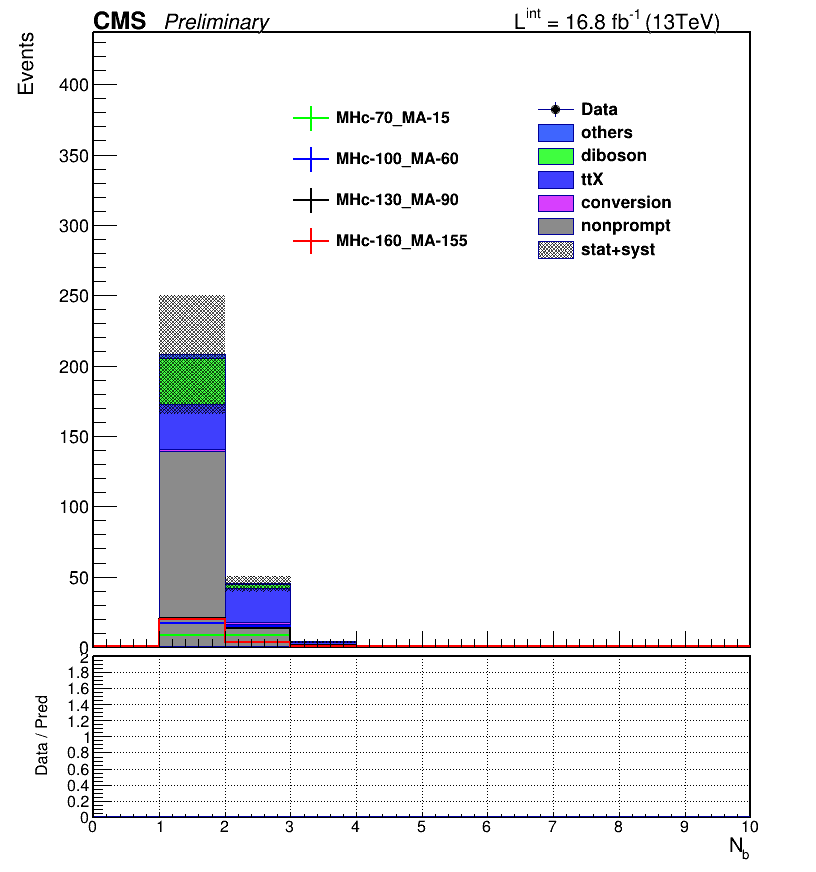 CMS Preliminary L^int = 16.8 fb^-1 (13TeV)
Events
400
350
300
250
200
150
100
50
0
MHc-70_MA-15
MHc-100_MA-60
MHc-130_MA-90
MHc-160_MA-155
Data
others
diboson
ttX
conversion
nonprompt
stat+syst
Data / Pred
2
1.8
1.6
1.4
1.2
1
0.8
0.6
0.4
0.2
0
0 1 2 3 4 5 6 7 8 9 10
N_b